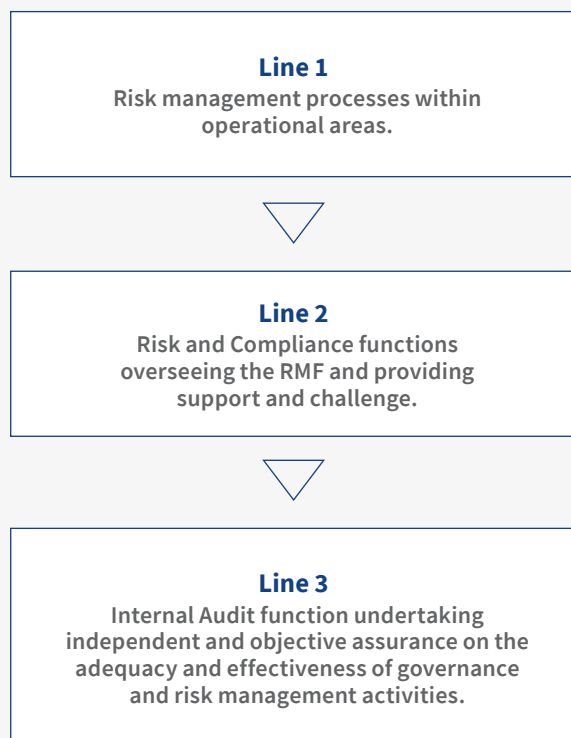 Line 1
Risk management processes within
operational areas.
Line 2
Risk and Compliance functions
overseeing the RMF and providing
support and challenge.
Line 3
Internal Audit function undertaking
independent and objective assurance on the
adequacy and effectiveness of governance
and risk management activities.